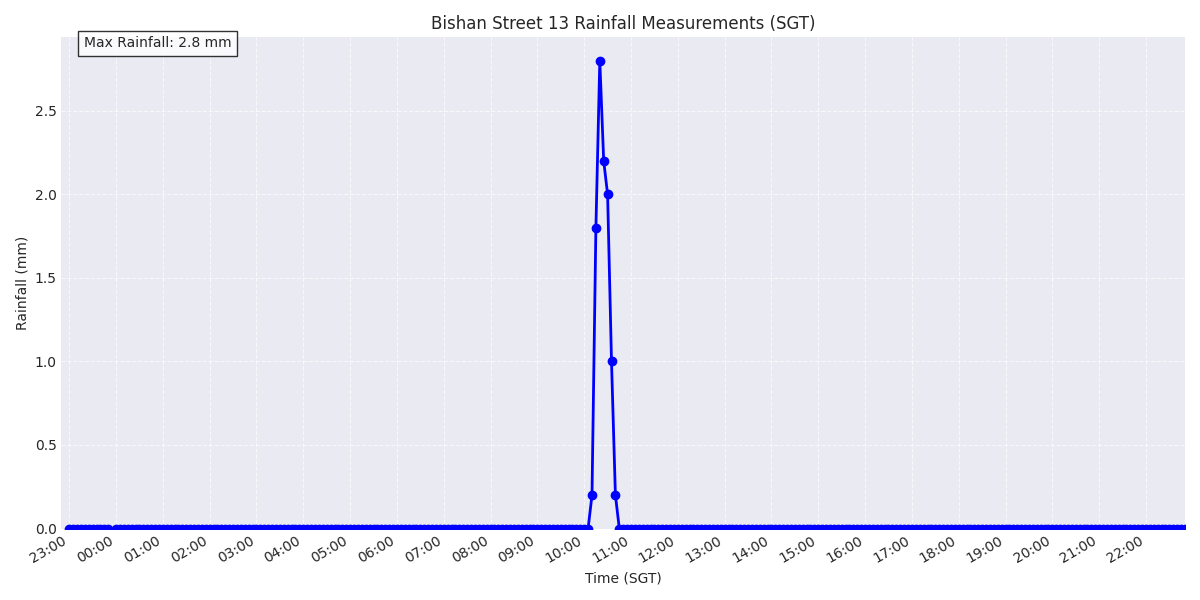 Bishan Street 13 Rainfall Measurements (SGT)
Max Rainfall: 2.8 mm
Rainfall (mm)
2.5
2.0
1.5
1.0
0.5
0.0
23:00 00:00 01:00 02:00 03:00 04:00 05:00 06:00 07:00 08:00 09:00 10:00 11:00 12:00 13:00 14:00 15:00 16:00 17:00 18:00 19:00 20:00 21:00 22:00
Time (SGT)